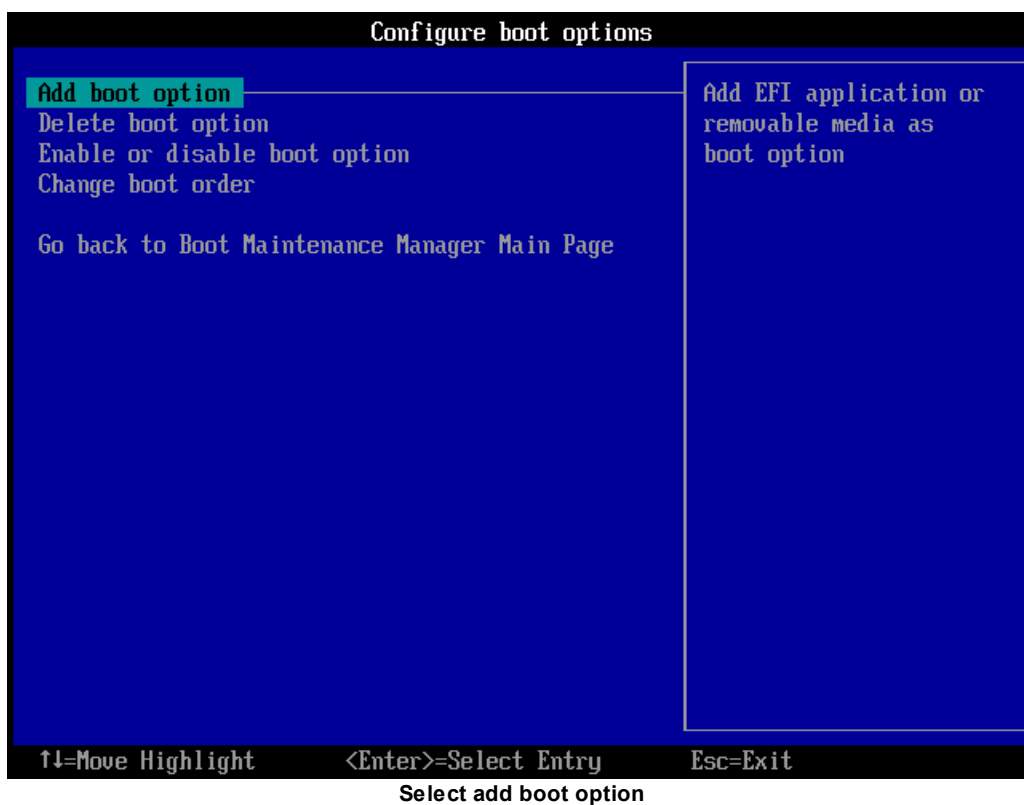 Configure boot options
Add boot option
Delete boot option
Enable or disable boot option
Change boot order
Go back to Boot Maintenance Manager Main Page
Add EFI application or
removable media as
boot option
↑↓=Move Highlight <Enter>=Select Entry Esc=Exit
Select add boot option